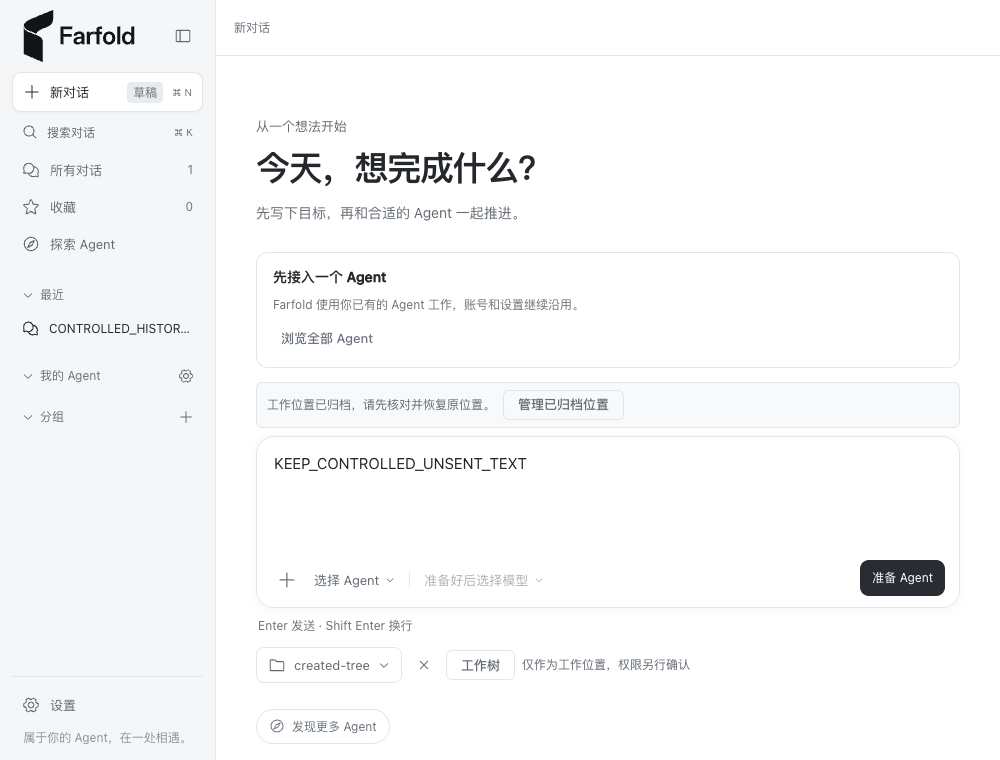 Farfold
新对话 草稿 ⌘ N
搜索对话 ⌘ K
所有对话 1
收藏 0
探索 Agent
最近
CONTROLLED_HISTOR...
我的 Agent
分组
设置
属于你的 Agent，在一处相遇。
新对话
从一个想法开始
今天，想完成什么？
先写下目标，再和合适的 Agent 一起推进。
先接入一个 Agent
Farfold 使用你已有的 Agent 工作，账号和设置继续沿用。
浏览全部 Agent
工作位置已归档，请先核对并恢复原位置。 管理已归档位置
KEEP_CONTROLLED_UNSENT_TEXT
选择 Agent 准备好后选择模型 准备 Agent
Enter 发送 · Shift Enter 换行
created-tree 工作树 仅作为工作位置，权限另行确认
发现更多 Agent